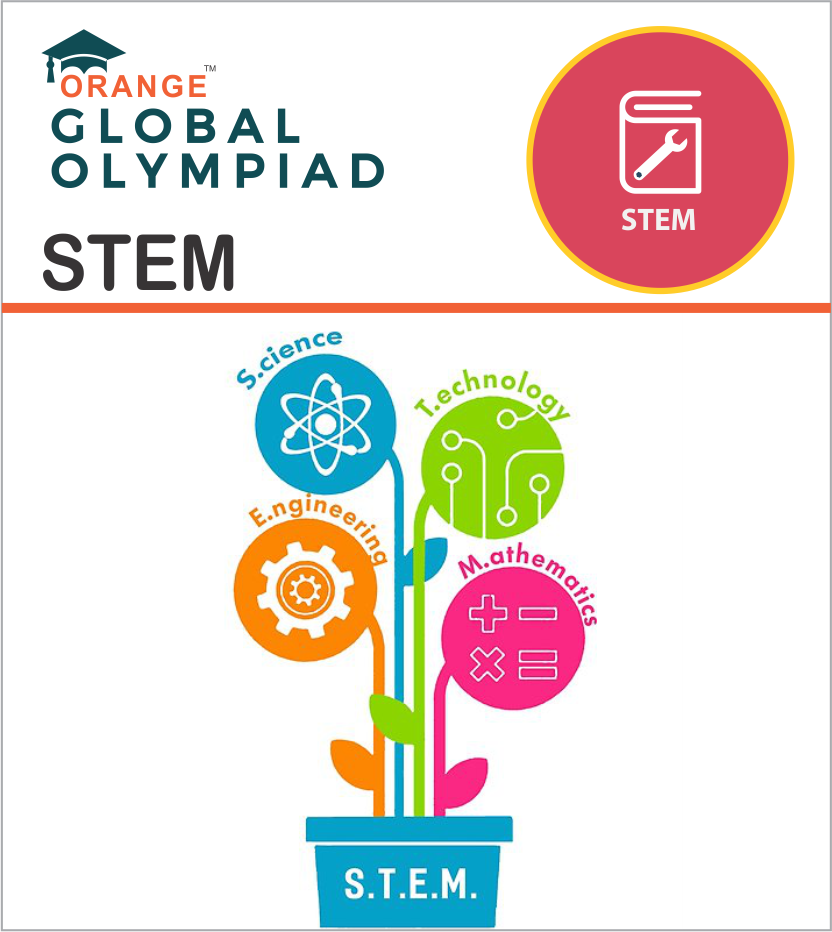 ORANGE™
GLOBAL
OLYMPIAD
STEM
STEM
S.cience
T.echnology
E.ngineering
M.athematics
S.T.E.M.